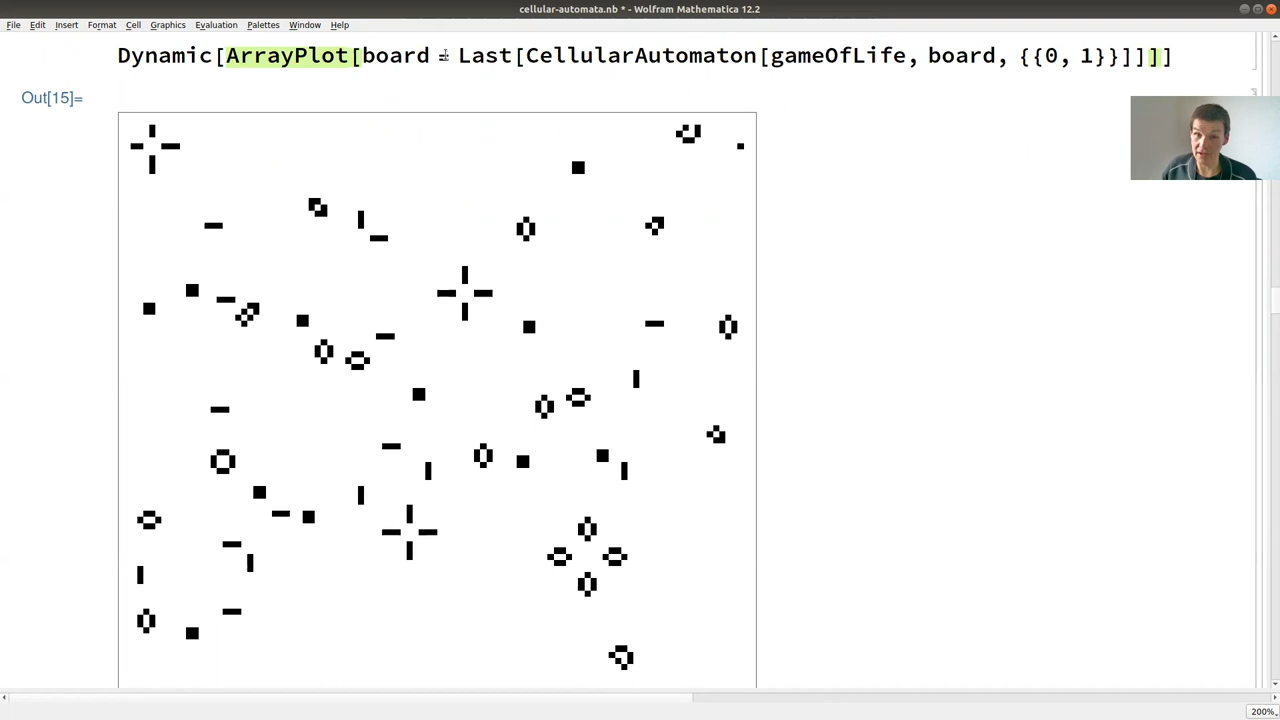 cellular-automata.nb * - Wolfram Mathematica 12.2
File Edit Insert Format Cell Graphics Evaluation Palettes Window Help
Dynamic[ArrayPlot[board = Last[CellularAutomaton[gameOfLife, board, {{0, 1}}]]]]
Out[15]=
200%